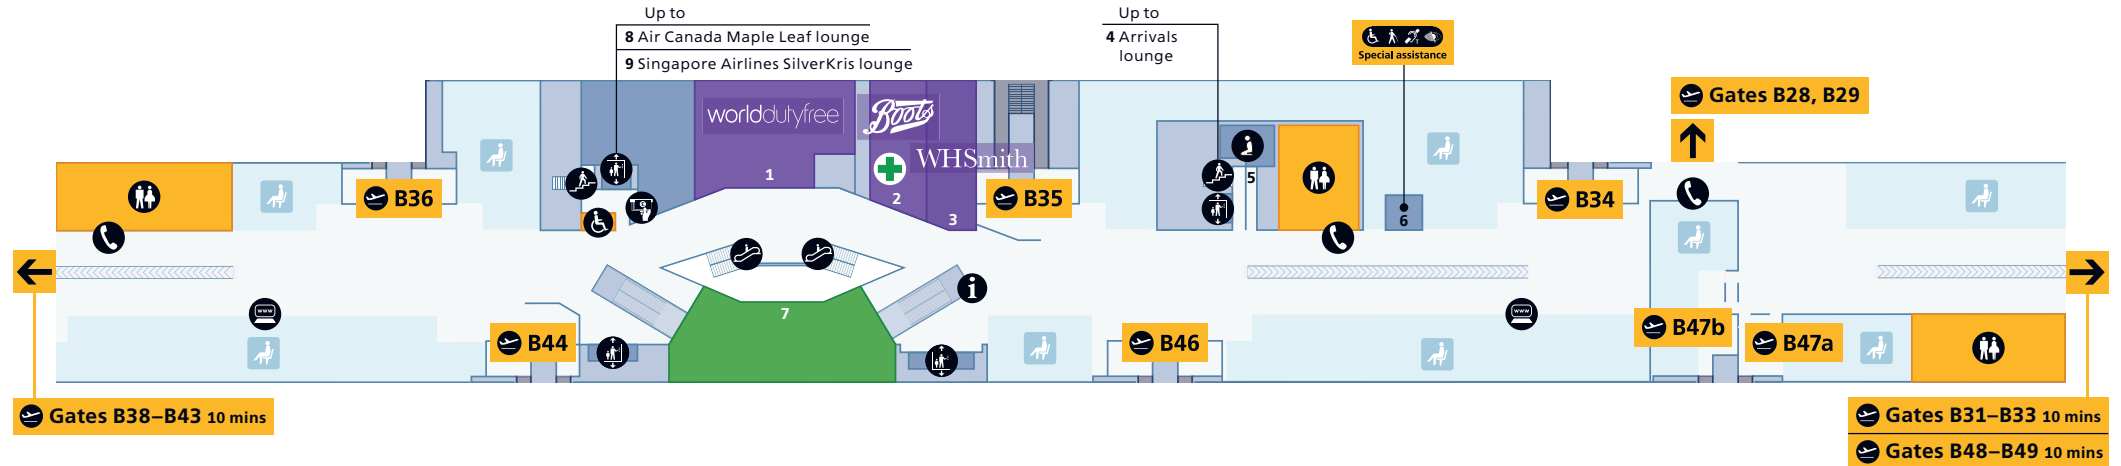 Up to
8 Air Canada Maple Leaf lounge
9 Singapore Airlines SilverKris lounge
Up to
4 Arrivals
lounge
Special assistance
Gates B28, B29
worlddutyfree
Boots
WHSmith
1
2
3
5
6
7
B36
B35
B34
B44
B46
B47b
B47a
www
www
Gates B38–B43 10 mins
Gates B31–B33 10 mins
Gates B48–B49 10 mins